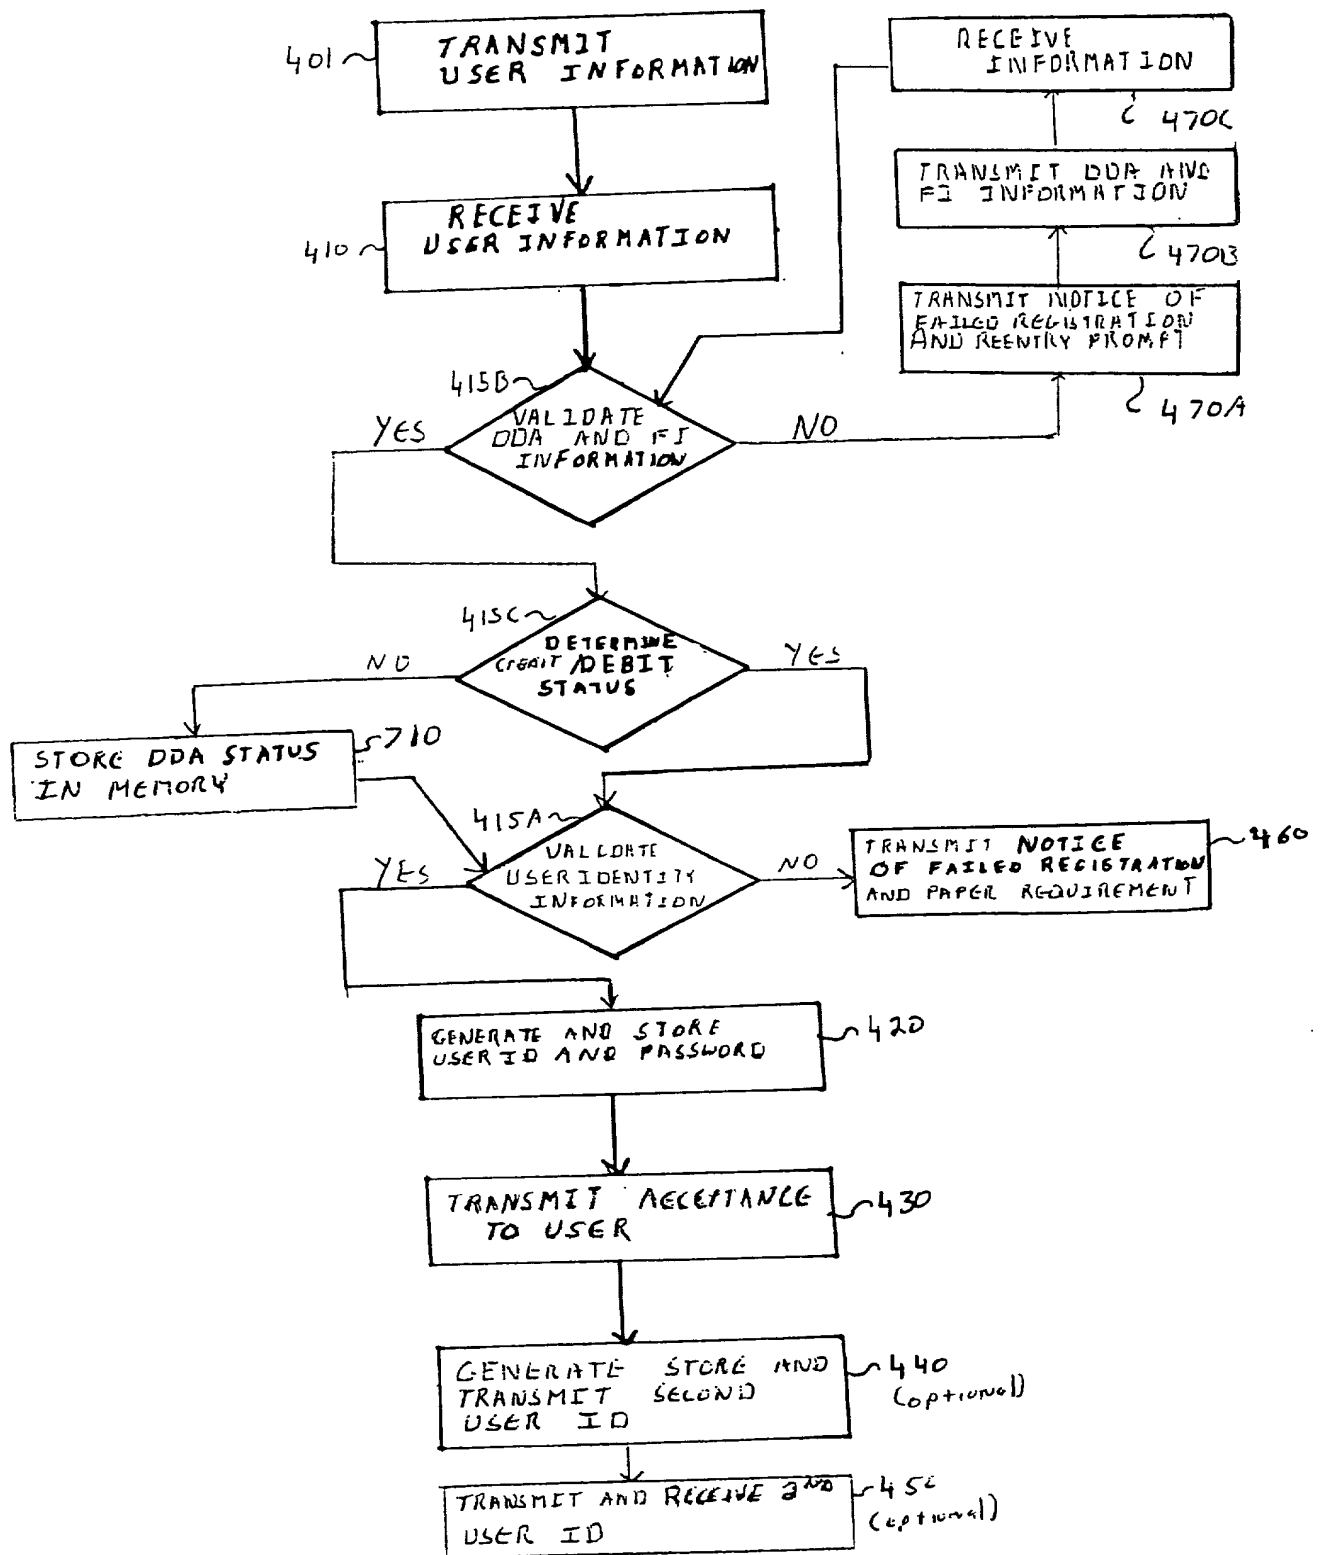 401
TRANSMIT
USER INFORMATION
RECEIVE
INFORMATION
470C
TRANSMIT DDA AND
FI INFORMATION
470B
410
RECEIVE
USER INFORMATION
TRANSMIT NOTICE OF
FAILED REGISTRATION
AND REENTRY PROMPT
470A
415B
YES
VALIDATE
DDA AND FI
INFORMATION
NO
415C
NO
DETERMINE
CREDIT/DEBIT
STATUS
YES
STORE DDA STATUS
IN MEMORY
710
415A
YES
VALIDATE
USER IDENTITY
INFORMATION
NO
TRANSMIT NOTICE
OF FAILED REGISTRATION
AND PAPER REQUIREMENT
460
GENERATE AND STORE
USER ID AND PASSWORD
420
TRANSMIT ACCEPTANCE
TO USER
430
GENERATE STORE AND
TRANSMIT SECOND
USER ID
440
(optional)
TRANSMIT AND RECEIVE 2ND
USER ID
(optional)